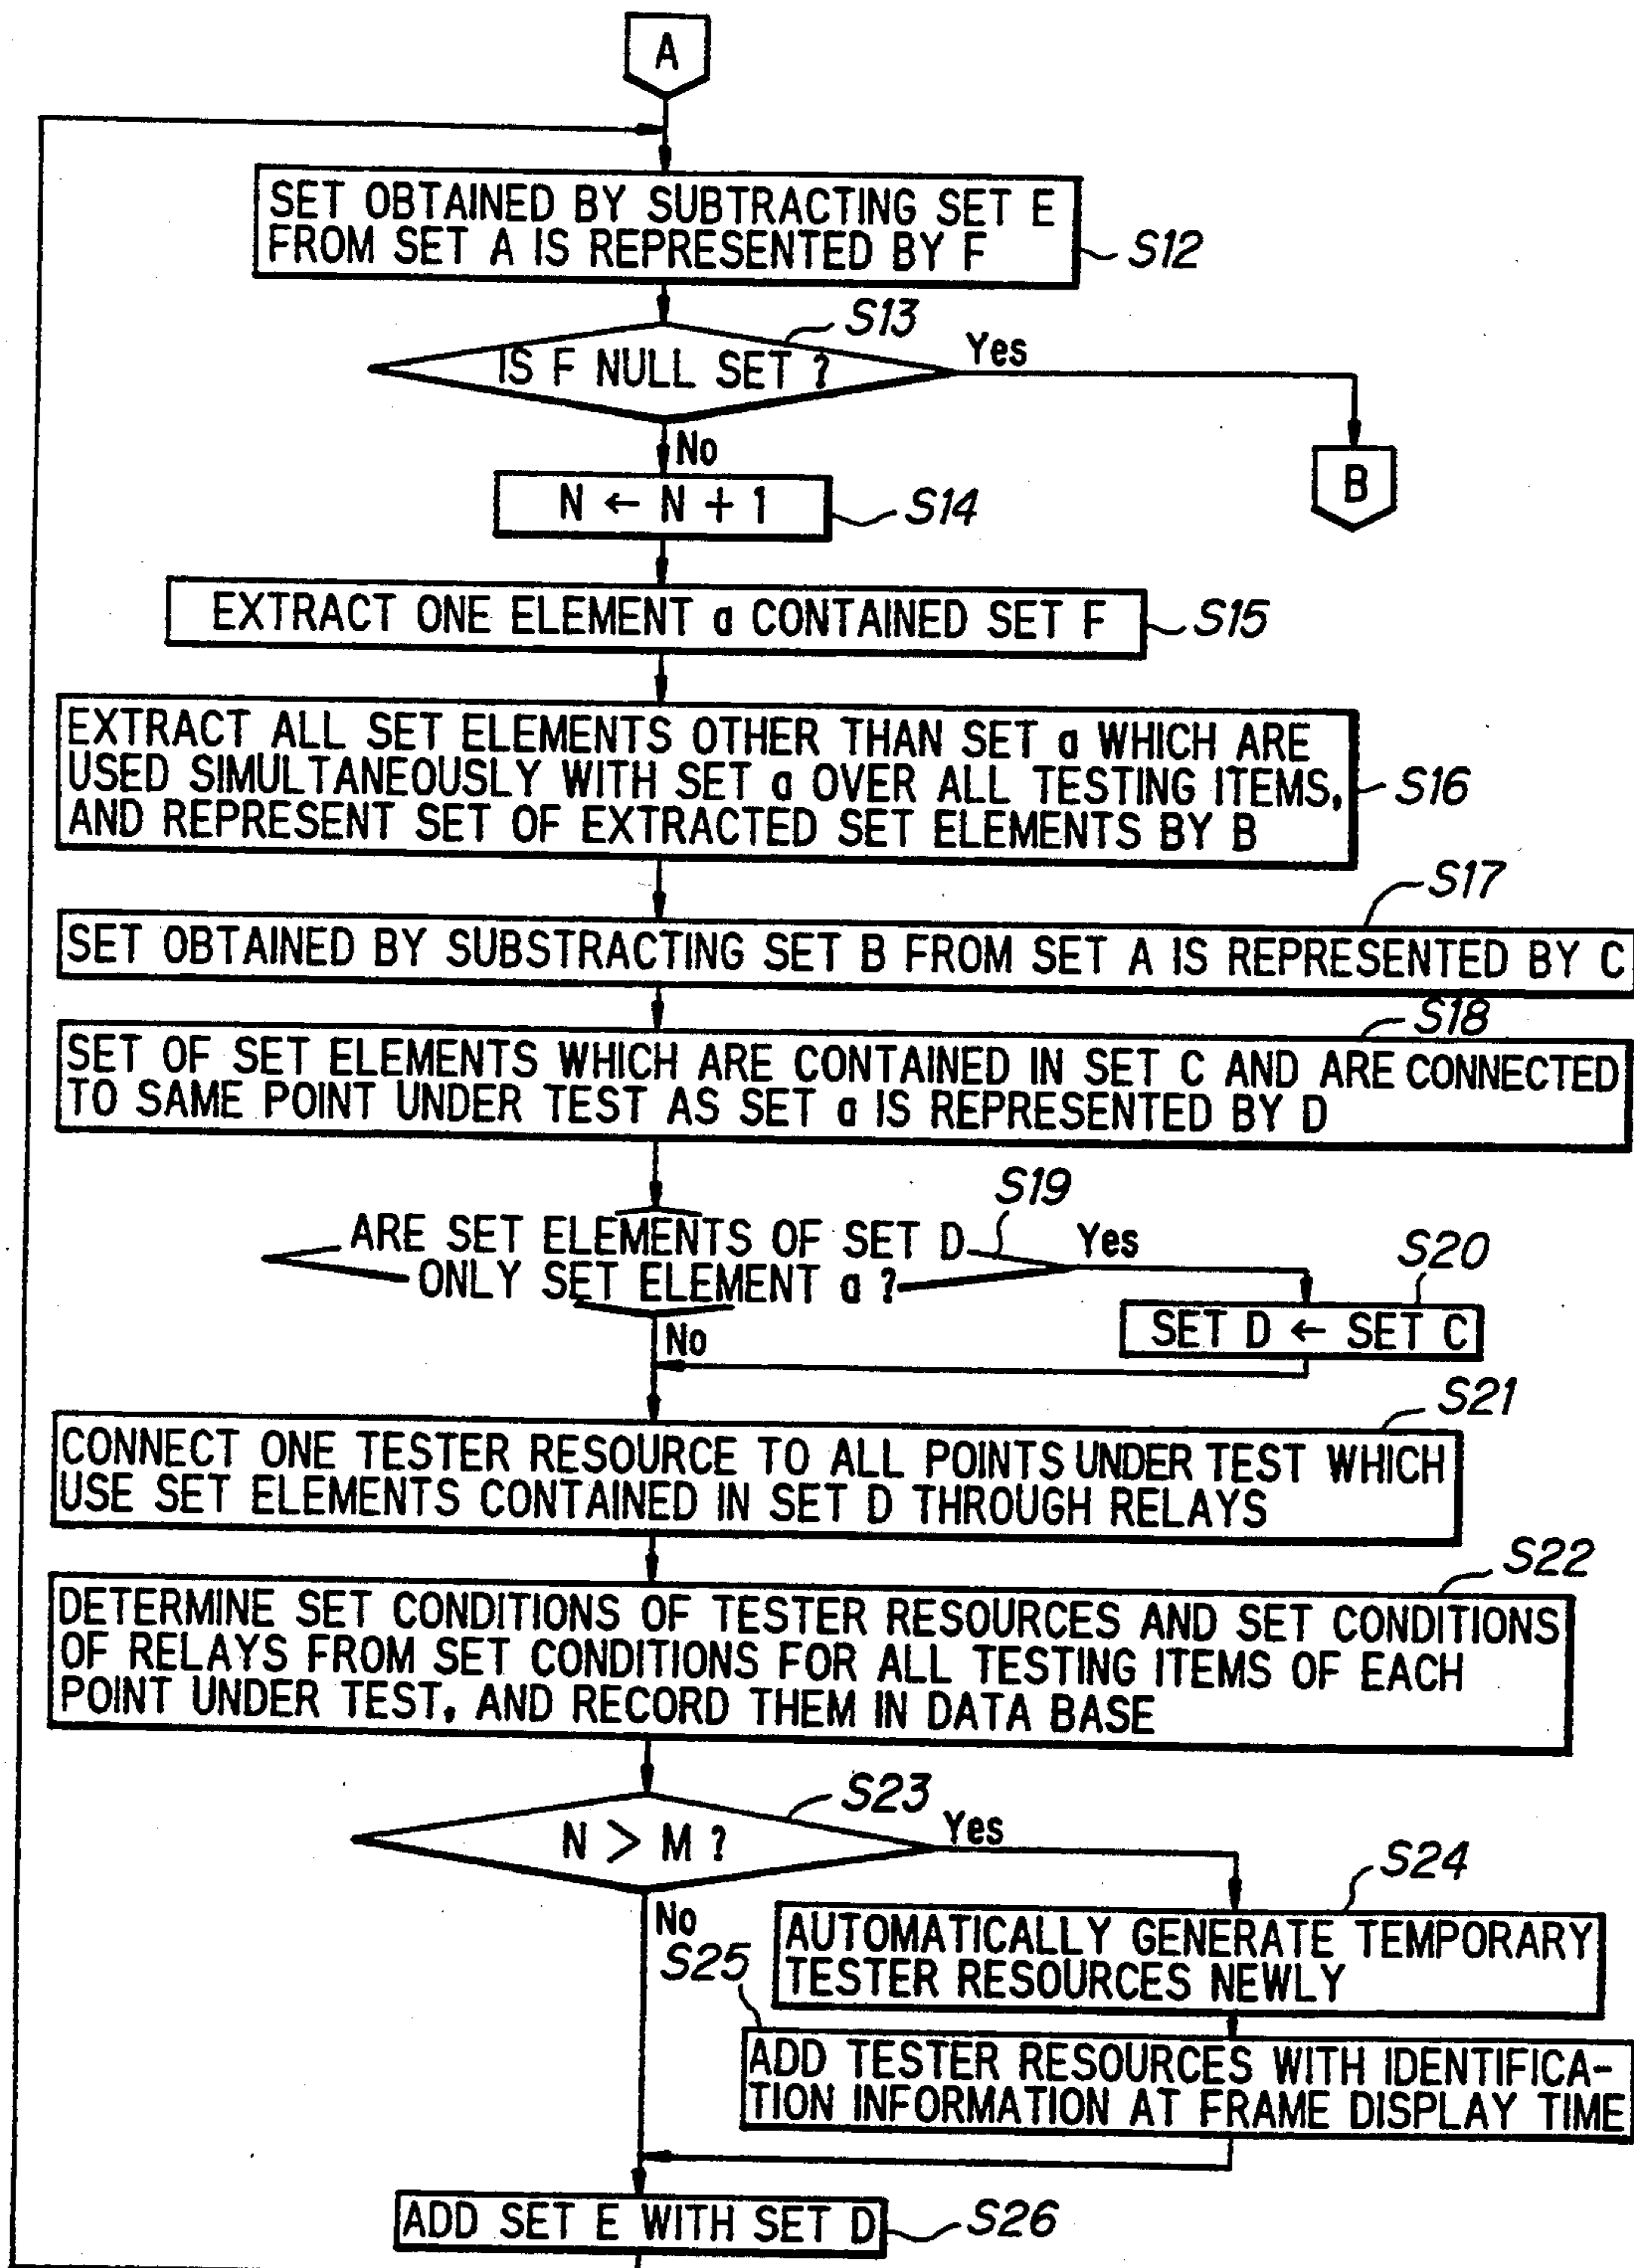 A
SET OBTAINED BY SUBTRACTING SET E
FROM SET A IS REPRESENTED BY F
S12
S13
IS F NULL SET ?
Yes
No
B
N ← N + 1
S14
EXTRACT ONE ELEMENT a CONTAINED SET F
S15
EXTRACT ALL SET ELEMENTS OTHER THAN SET a WHICH ARE
USED SIMULTANEOUSLY WITH SET a OVER ALL TESTING ITEMS,
AND REPRESENT SET OF EXTRACTED SET ELEMENTS BY B
S16
S17
SET OBTAINED BY SUBSTRACTING SET B FROM SET A IS REPRESENTED BY C
S18
SET OF SET ELEMENTS WHICH ARE CONTAINED IN SET C AND ARE CONNECTED
TO SAME POINT UNDER TEST AS SET a IS REPRESENTED BY D
S19
ARE SET ELEMENTS OF SET D
ONLY SET ELEMENT a ?
Yes
No
S20
SET D ← SET C
S21
CONNECT ONE TESTER RESOURCE TO ALL POINTS UNDER TEST WHICH
USE SET ELEMENTS CONTAINED IN SET D THROUGH RELAYS
S22
DETERMINE SET CONDITIONS OF TESTER RESOURCES AND SET CONDITIONS
OF RELAYS FROM SET CONDITIONS FOR ALL TESTING ITEMS OF EACH
POINT UNDER TEST, AND RECORD THEM IN DATA BASE
S23
N > M ?
Yes
No
S24
AUTOMATICALLY GENERATE TEMPORARY
TESTER RESOURCES NEWLY
S25
ADD TESTER RESOURCES WITH IDENTIFICA-
TION INFORMATION AT FRAME DISPLAY TIME
ADD SET E WITH SET D
S26